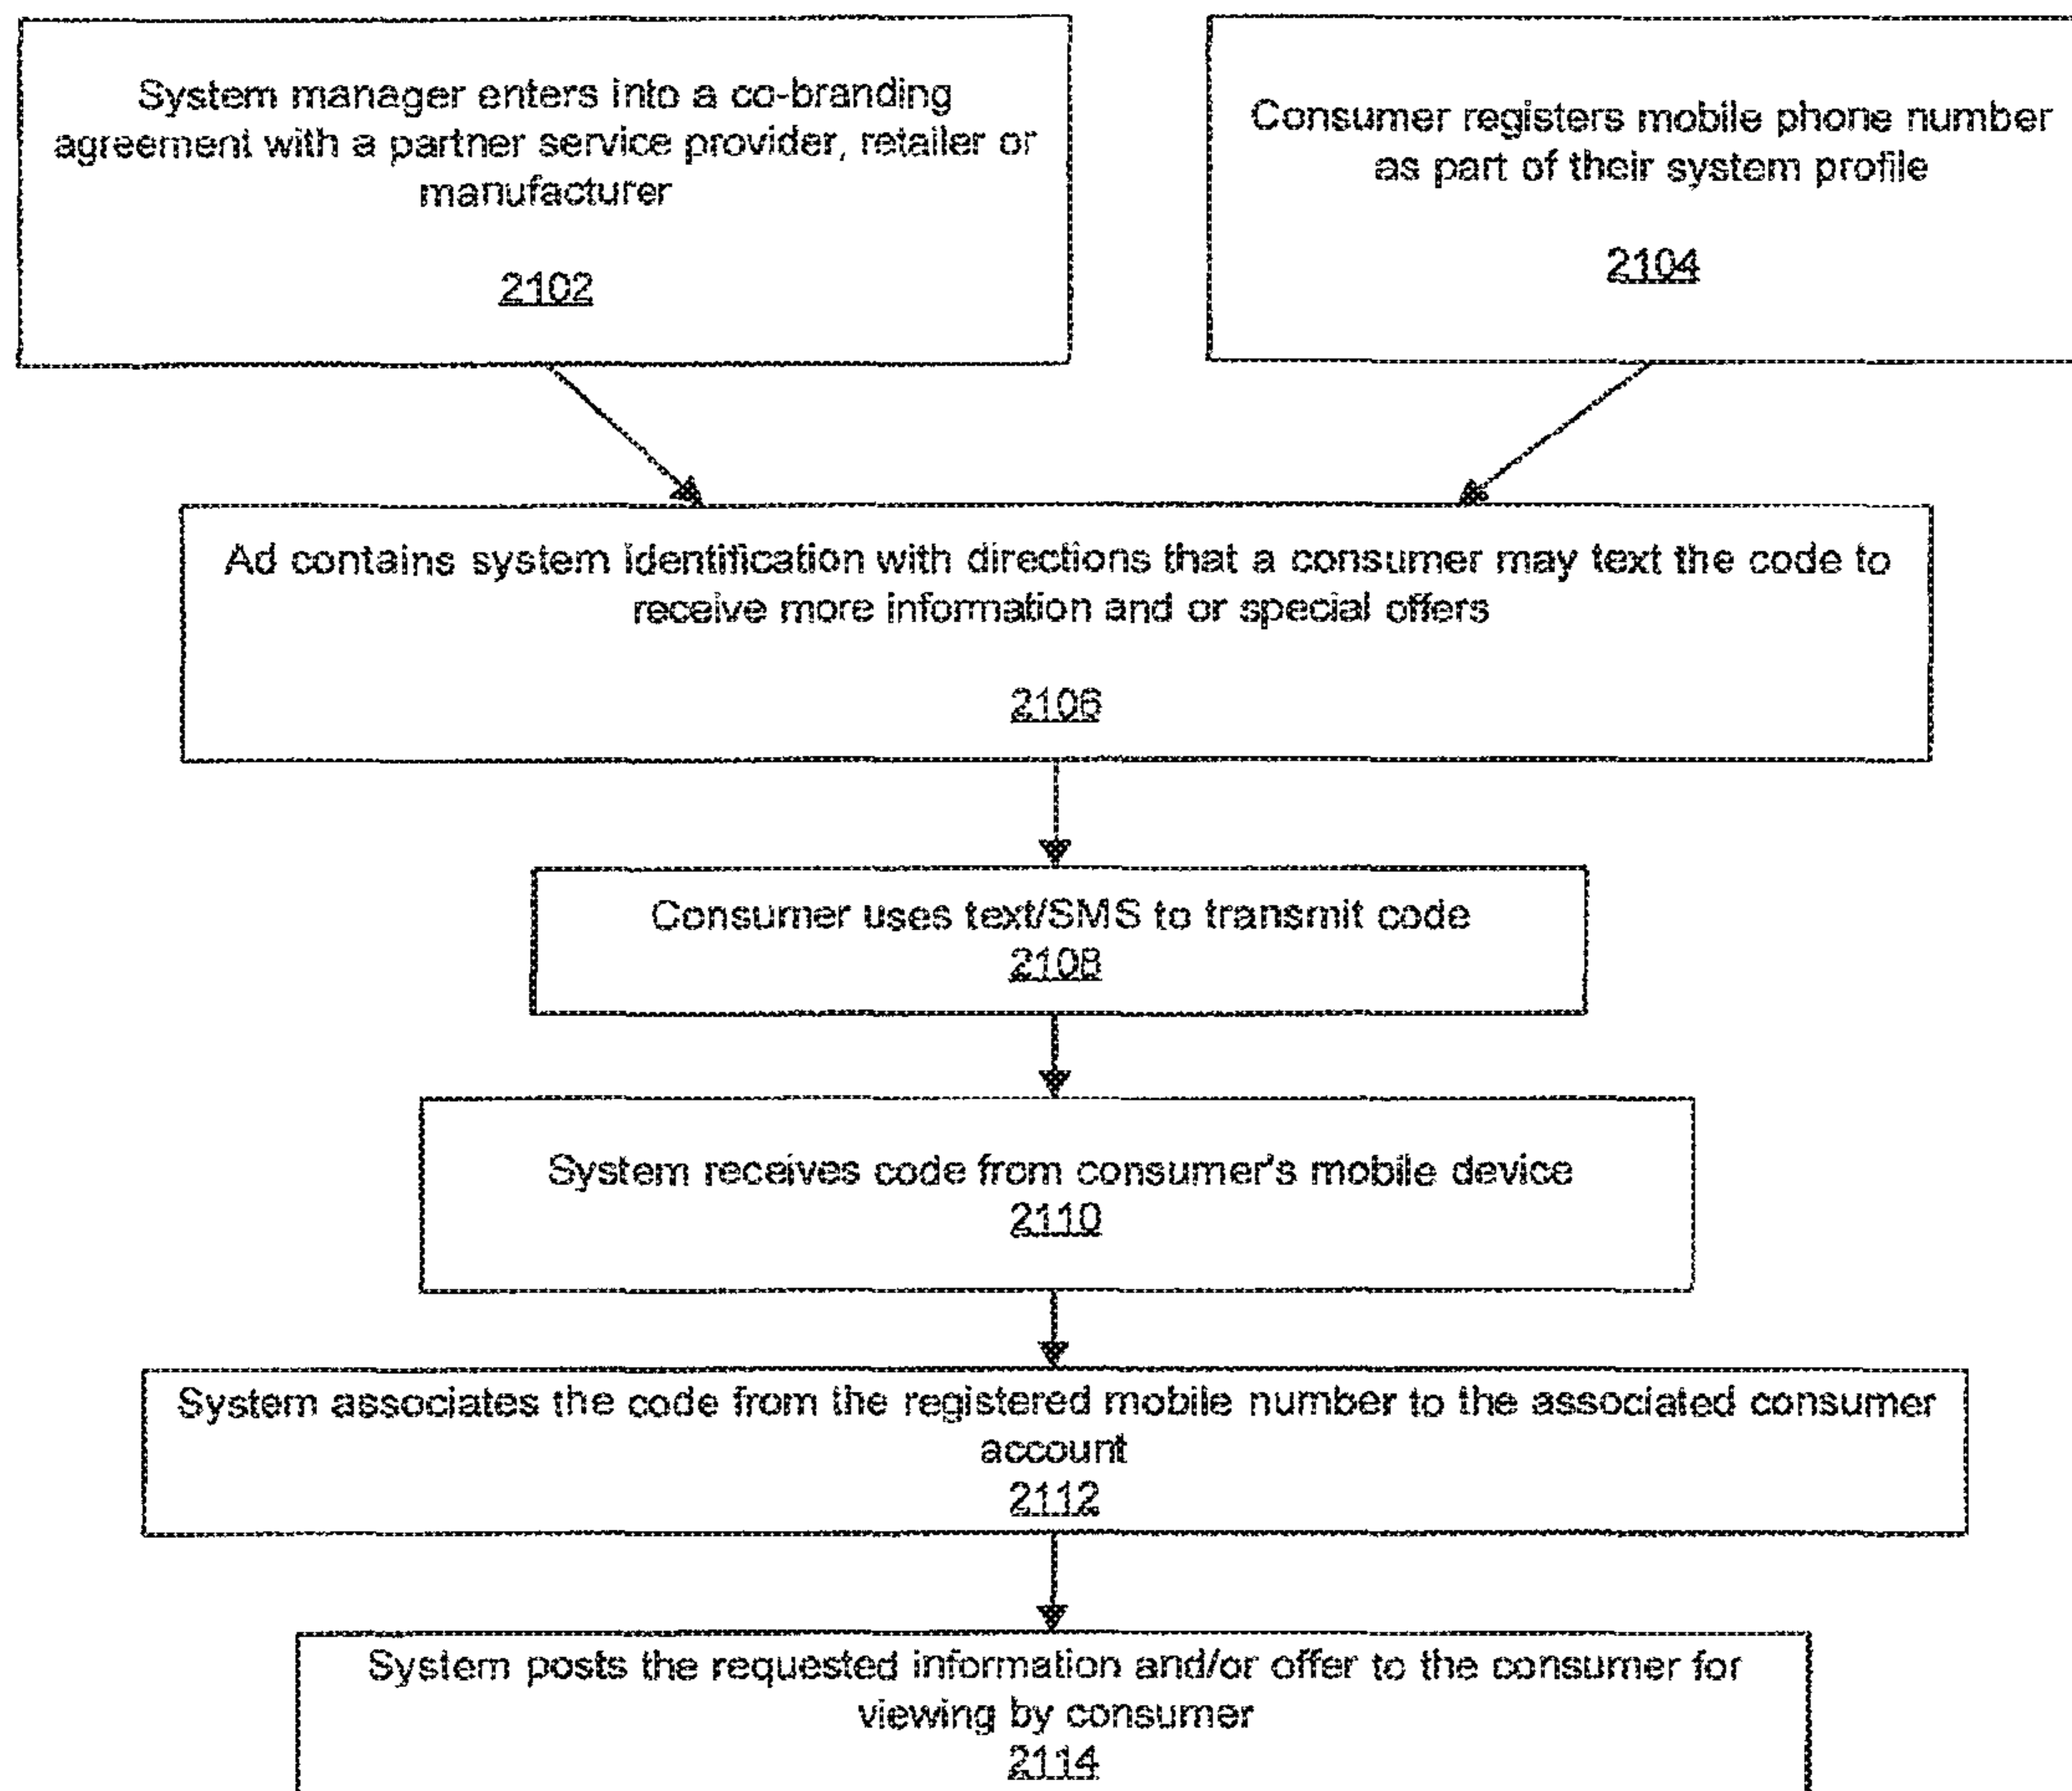 System manager enters into a co-branding
agreement with a partner service provider, retailer or
manufacturer
2102
Consumer registers mobile phone number
as part of their system profile
2104
Ad contains system identification with directions that a consumer may text the code to
receive more information and or special offers
2106
Consumer uses text/SMS to transmit code
2108
System receives code from consumer's mobile device
2110
System associates the code from the registered mobile number to the associated consumer
account
2112
System posts the requested information and/or offer to the consumer for
viewing by consumer
2114